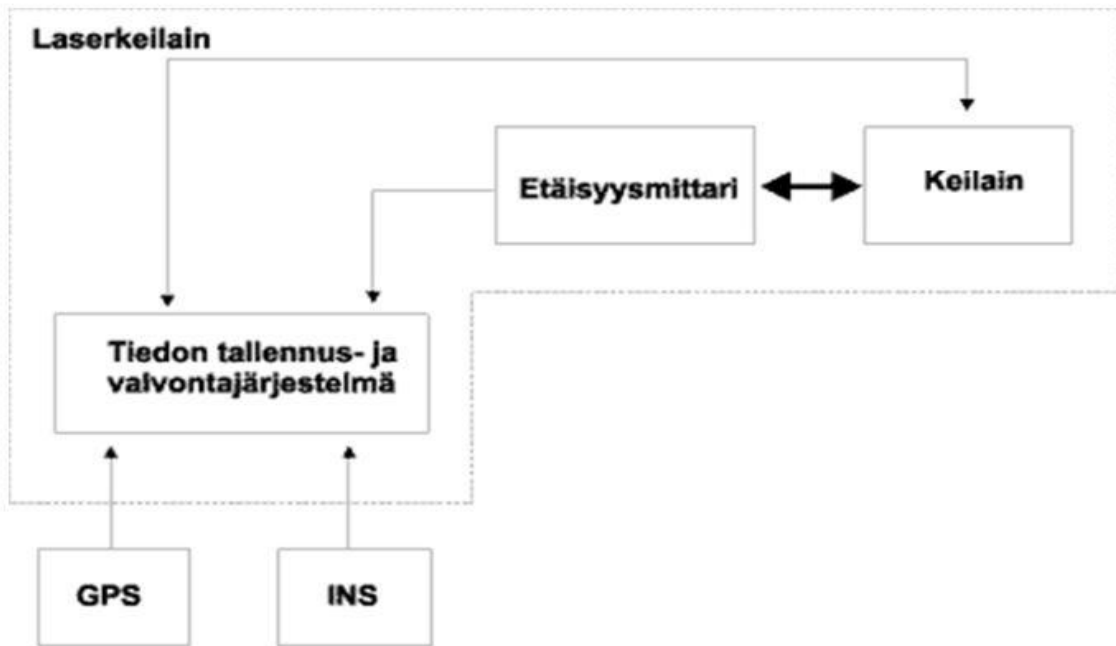 Laserkeilain
Etäisyysmittari
Keilain
Tiedon tallennus- ja
valvontajärjestelmä
GPS
INS